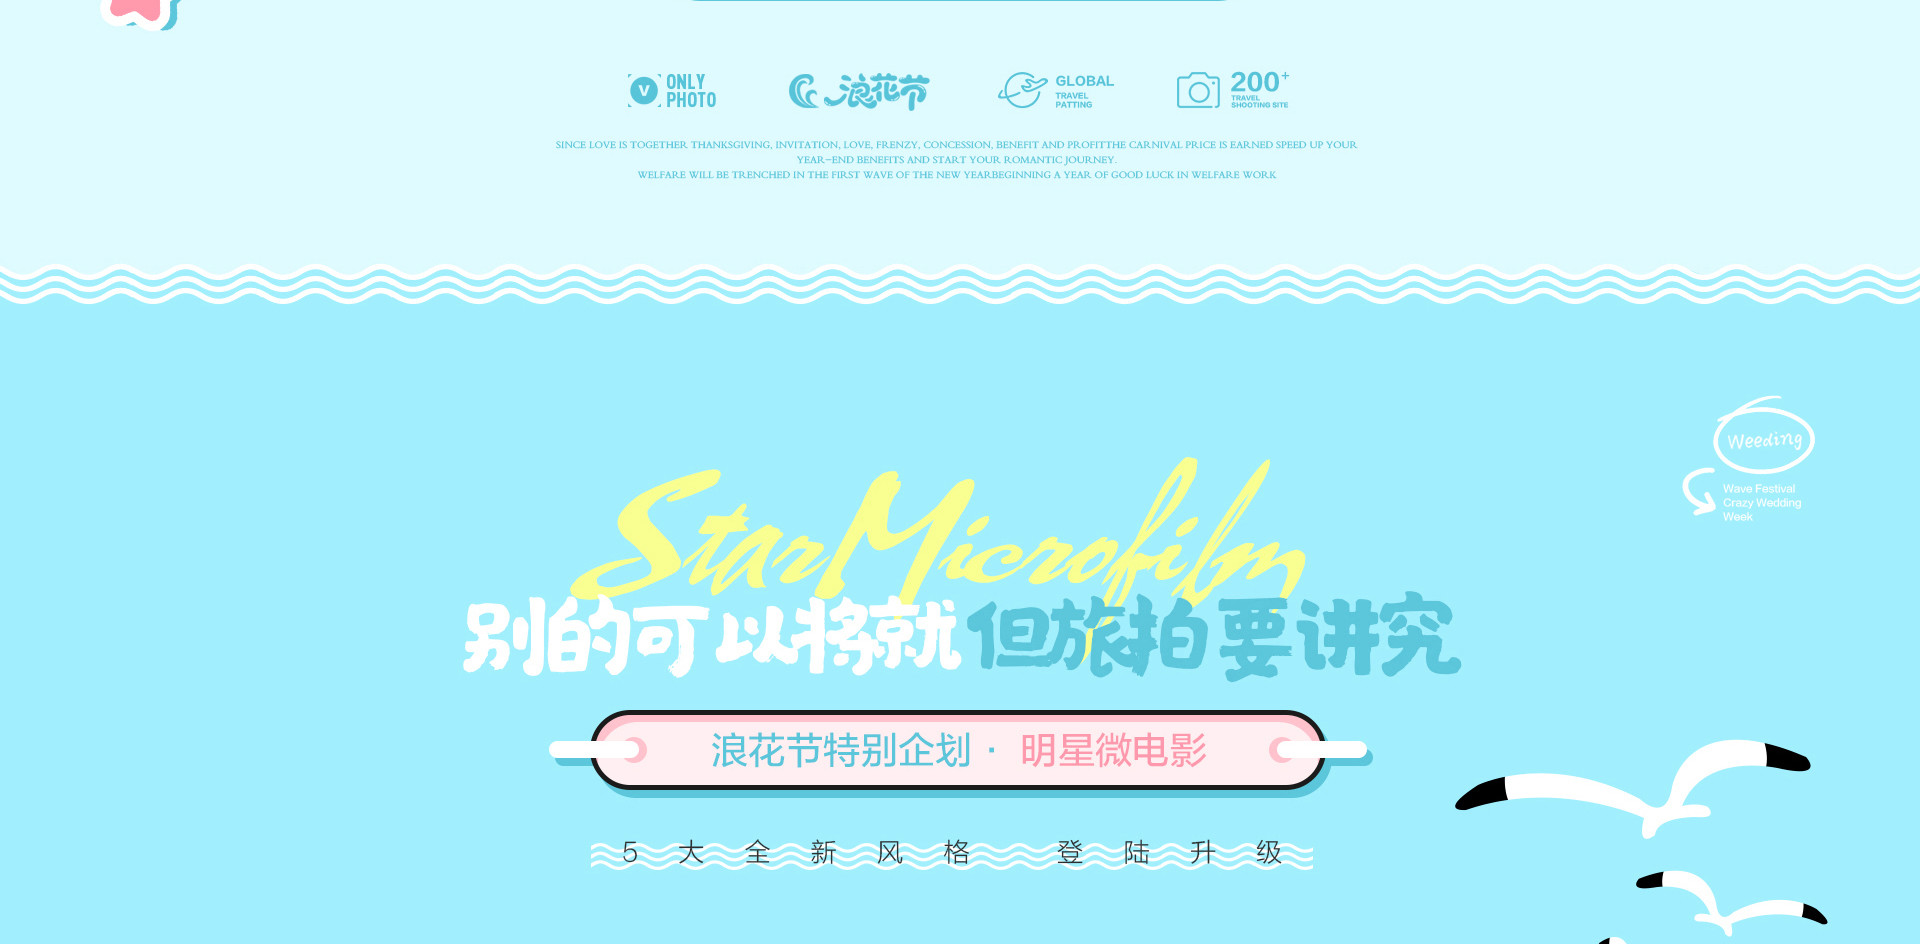 V
ONLY
PHOTO
浪花节
GLOBAL
TRAVEL
PATTING
200+
TRAVEL
SHOOTING SITE
SINCE LOVE IS TOGETHER THANKSGIVING, INVITATION, LOVE, FRENZY, CONCESSION, BENEFIT AND PROFITTHE CARNIVAL PRICE IS EARNED SPEED UP YOUR
YEAR-END BENEFITS AND START YOUR ROMANTIC JOURNEY.
WELFARE WILL BE TRENCHED IN THE FIRST WAVE OF THE NEW YEARBEGINNING A YEAR OF GOOD LUCK IN WELFARE WORK
Weeding
Wave Festival
Crazy Wedding
Week
Star Microfilm
别的可以将就 但旅拍要讲究
浪花节特别企划 · 明星微电影
5大全新风格 登陆升级